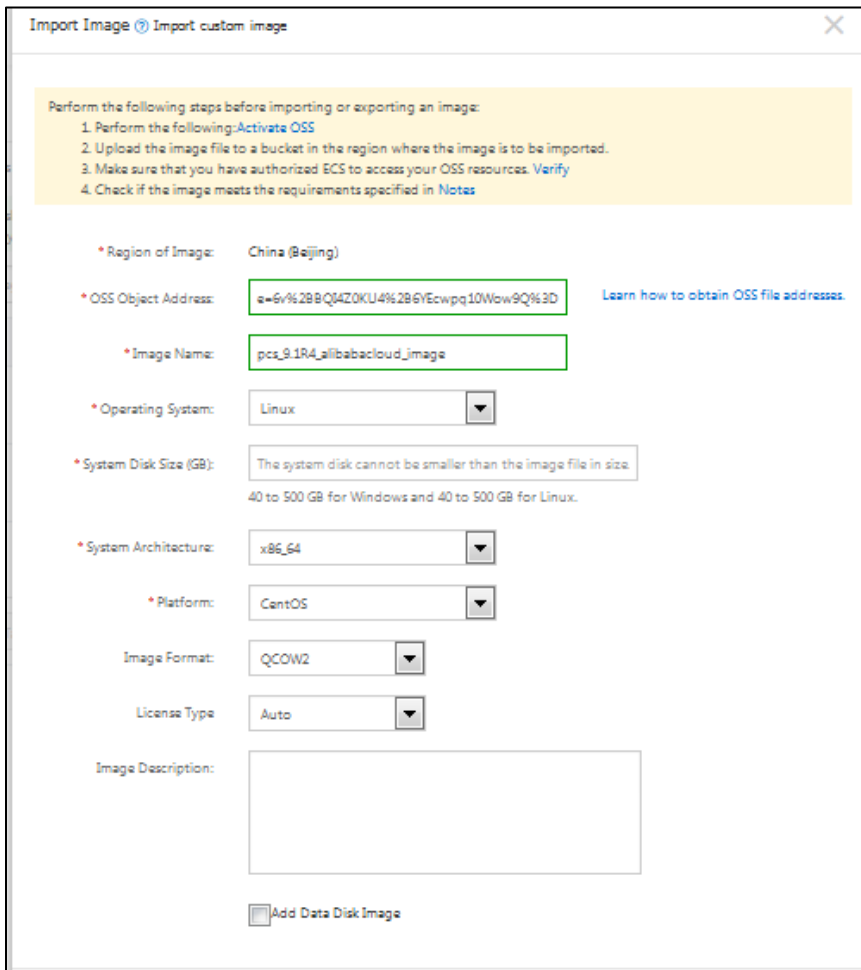 Import Image ? Import custom image
Perform the following steps before importing or exporting an image:
1. Perform the following:Activate OSS
2. Upload the image file to a bucket in the region where the image is to be imported.
3. Make sure that you have authorized ECS to access your OSS resources. Verify
4. Check if the image meets the requirements specified in Notes
* Region of Image: China (Beijing)
* OSS Object Address: e=6v%2BBQI4Z0KU4%2B6YEcwpq10Wow9Q%3D Learn how to obtain OSS file addresses.
* Image Name: pcs_9.1R4_alibabacloud_image
* Operating System: Linux
* System Disk Size (GB): The system disk cannot be smaller than the image file in size.
40 to 500 GB for Windows and 40 to 500 GB for Linux.
* System Architecture: x86_64
* Platform: CentOS
Image Format: QCOW2
License Type Auto
Image Description:
Add Data Disk Image